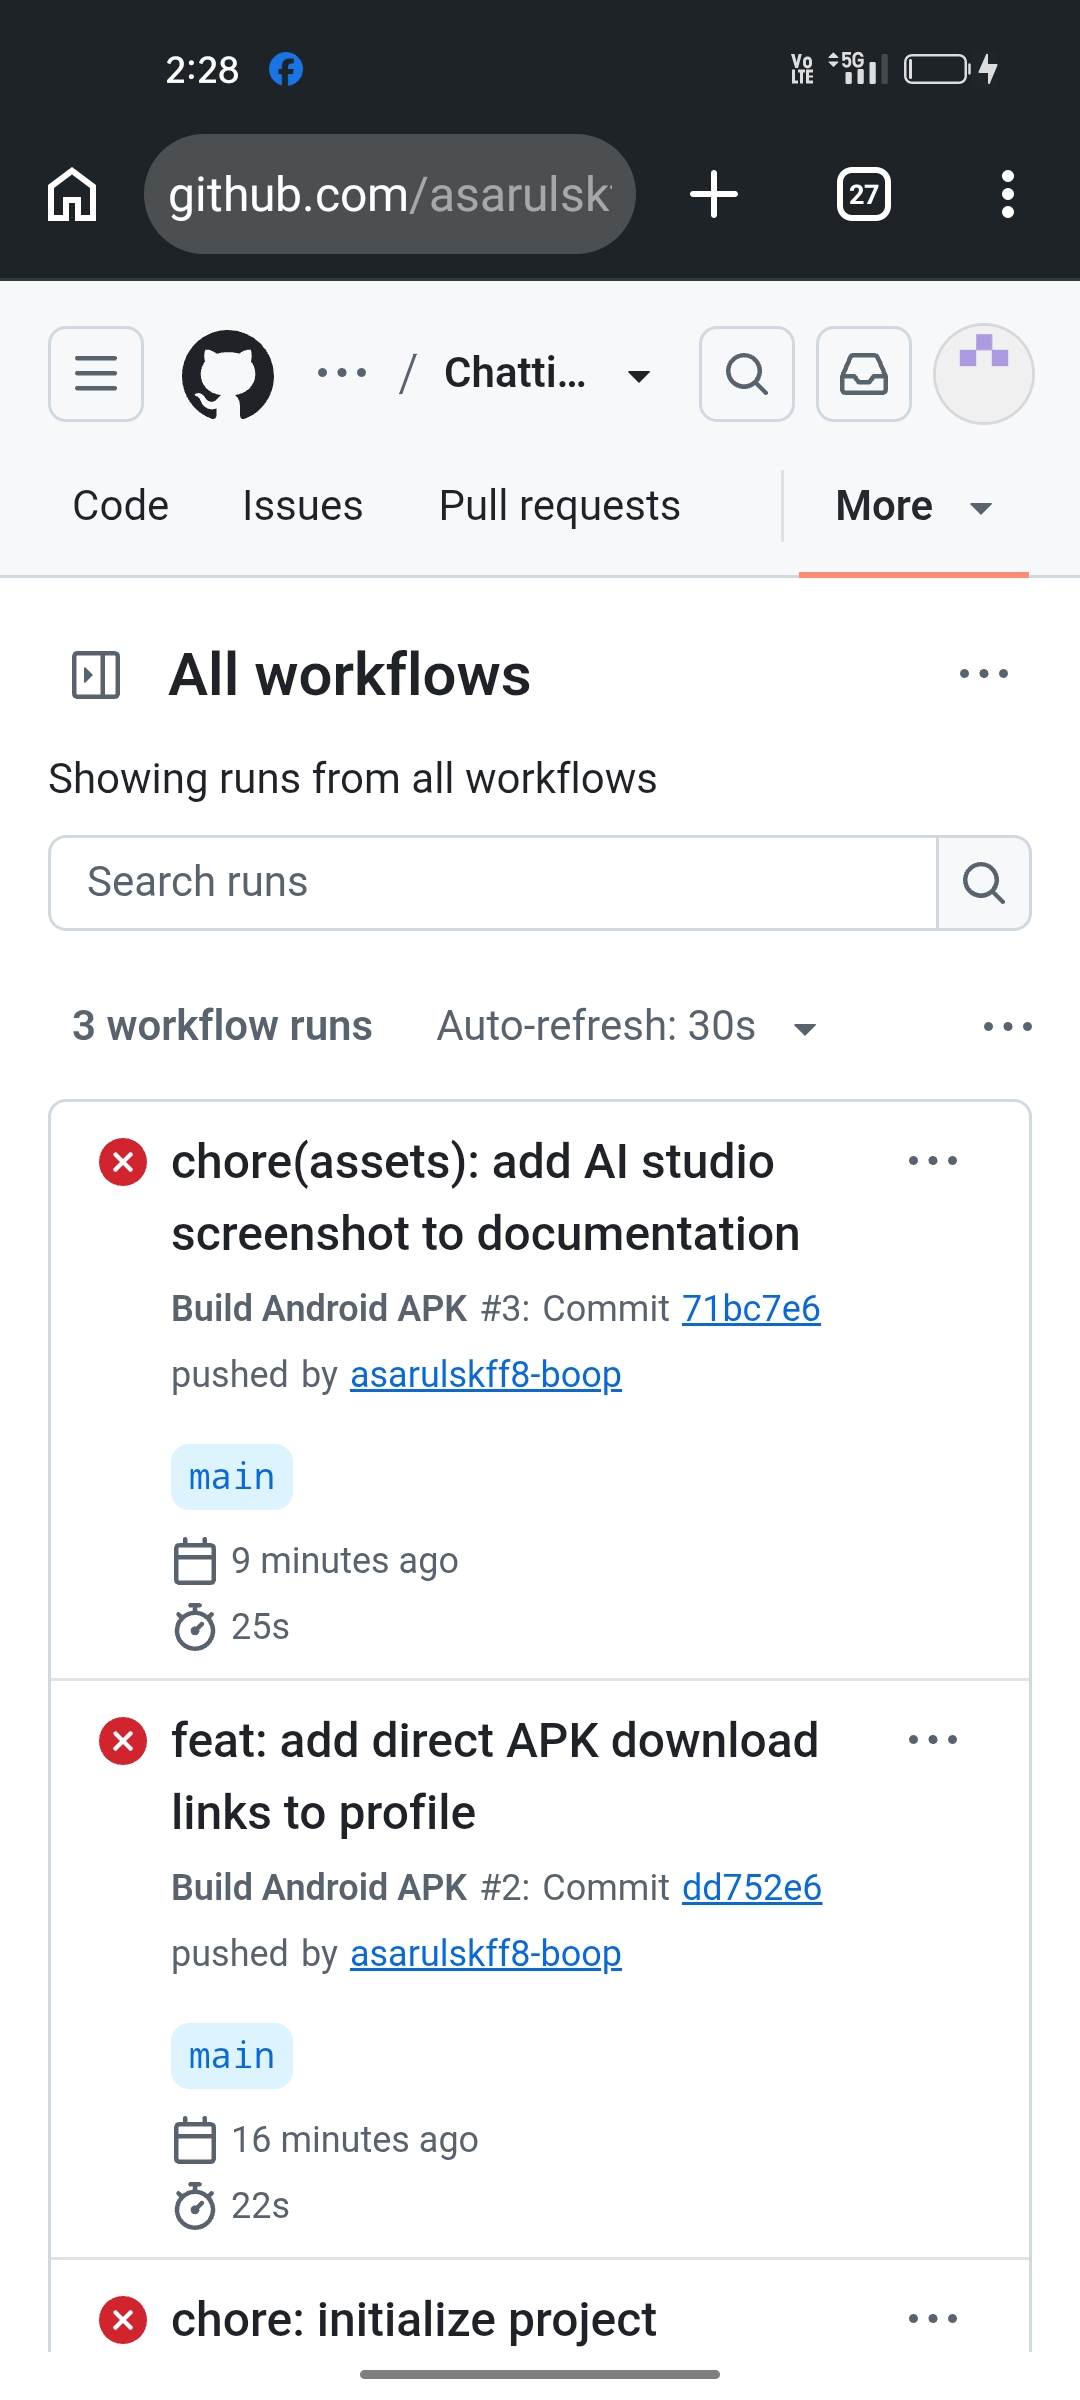 2:28
Vo LTE 5G
github.com/asarulsk
27
/ Chatti...
Code Issues Pull requests More
All workflows
Showing runs from all workflows
Search runs
3 workflow runs Auto-refresh: 30s
chore(assets): add AI studio
screenshot to documentation
Build Android APK #3: Commit 71bc7e6
pushed by asarulskff8-boop
main
9 minutes ago
25s
feat: add direct APK download
links to profile
Build Android APK #2: Commit dd752e6
pushed by asarulskff8-boop
main
16 minutes ago
22s
chore: initialize project